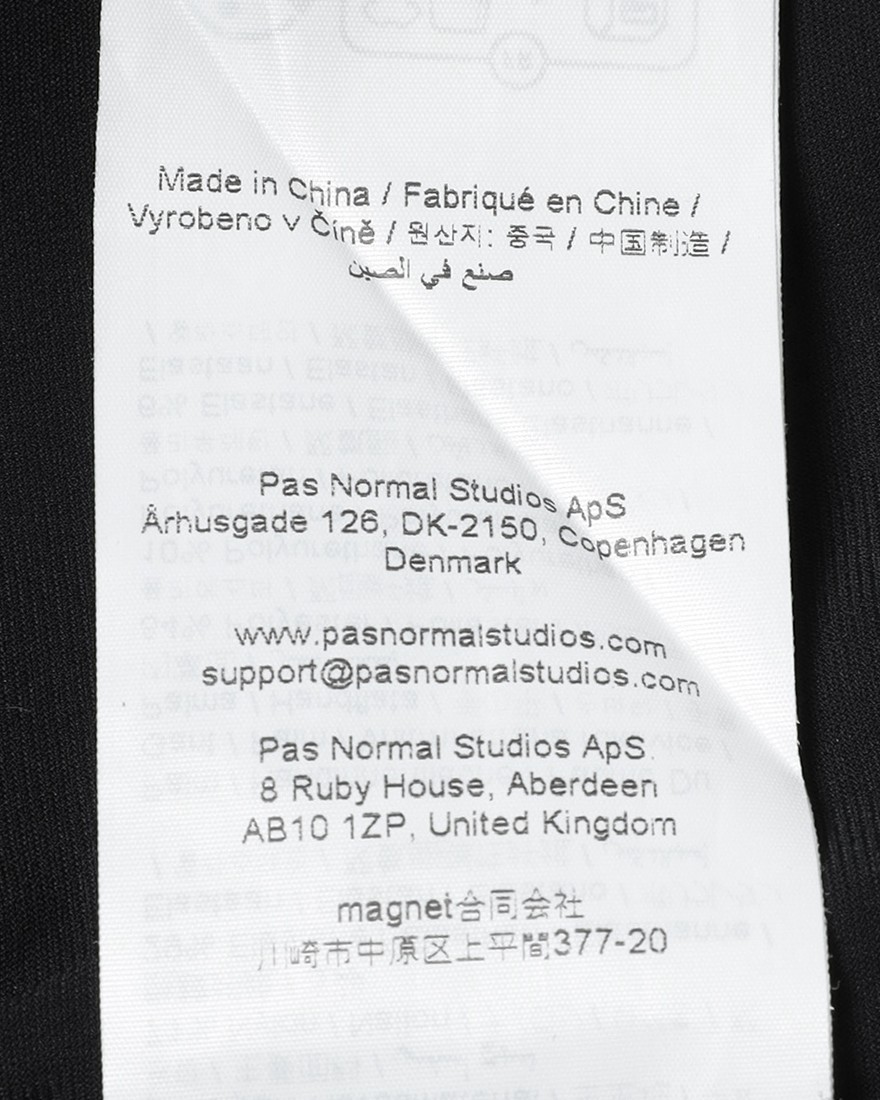 Made in China / Fabriqué en Chine /
Vyrobeno v Číně / 원산지: 중국 / 中国制造 /
صنع في الصين
Pas Normal Studios ApS
Århusgade 126, DK-2150, Copenhagen
Denmark
www.pasnormalstudios.com
support@pasnormalstudios.com
Pas Normal Studios ApS.
8 Ruby House, Aberdeen
AB10 1ZP, United Kingdom
magnet合同会社
川崎市中原区上平間377-20